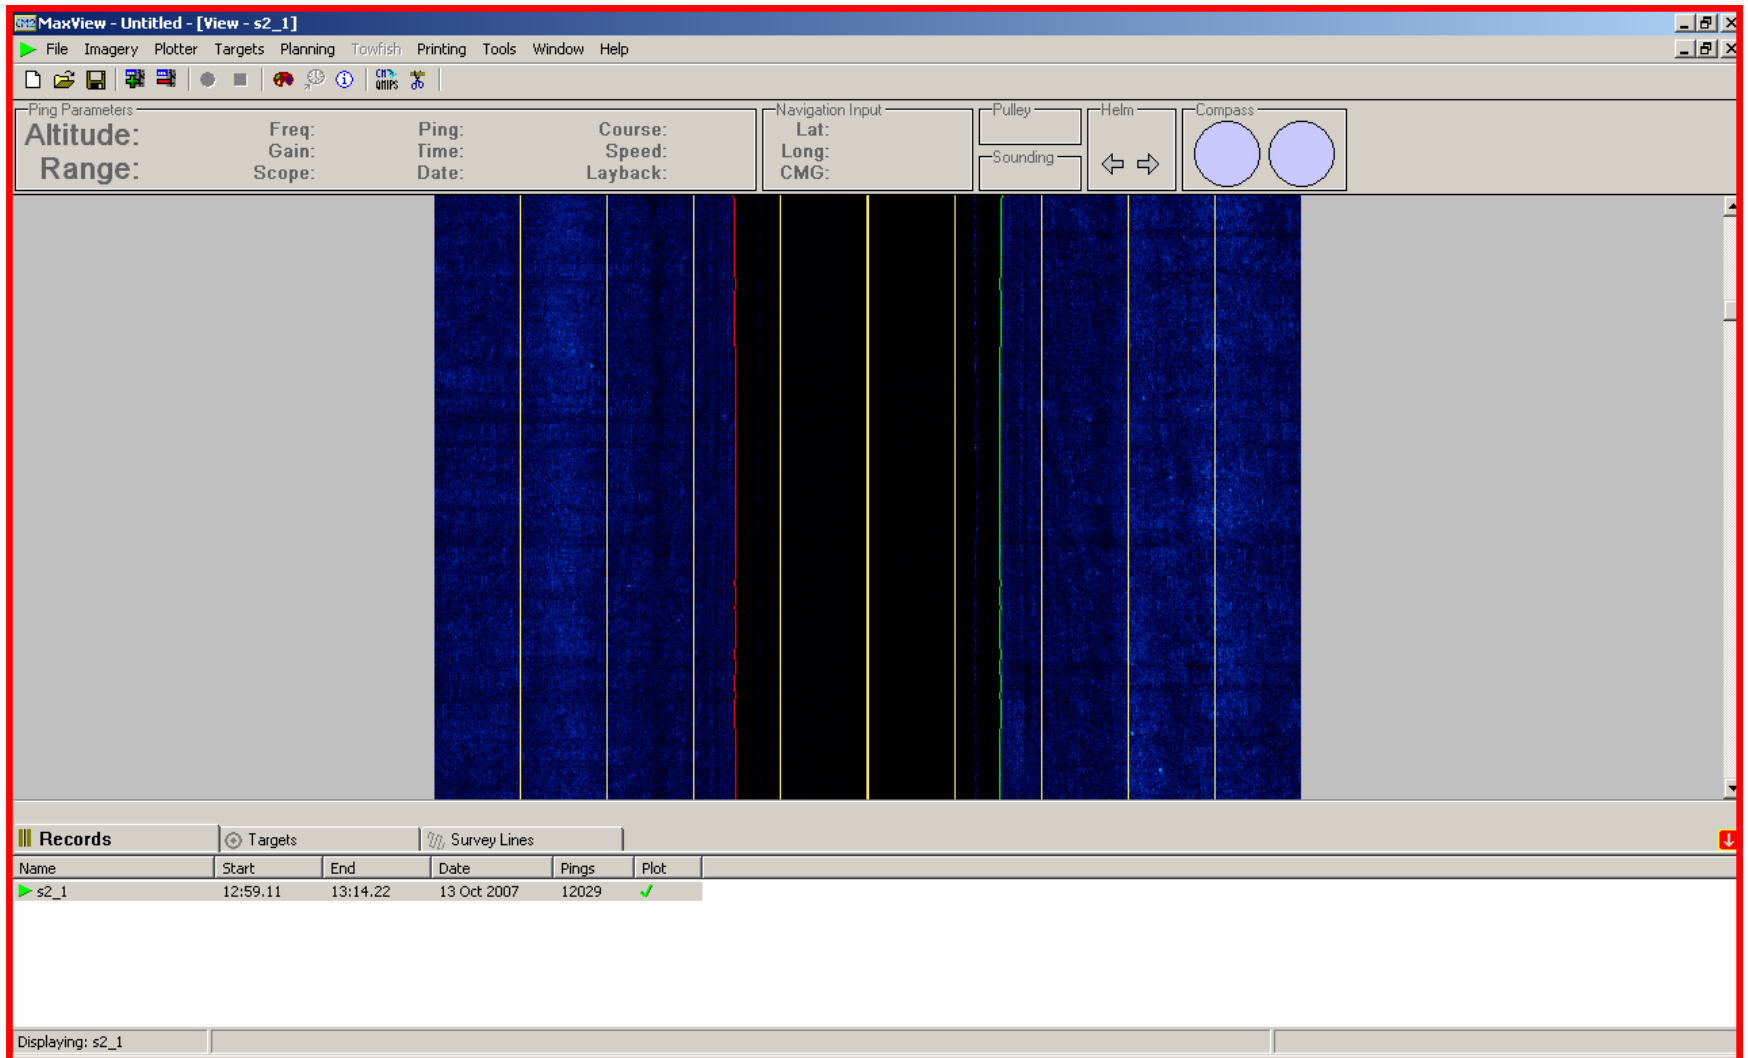 CM2 MaxView - Untitled - [View - s2_1]
File Imagery Plotter Targets Planning Towfish Printing Tools Window Help
CM2 QMIPS
Ping Parameters Navigation Input Pulley Helm Compass
Altitude: Freq: Ping: Course: Lat:
Gain: Time: Speed: Long: Sounding
Range: Scope: Date: Layback: CMG:
Records Targets Survey Lines
Name Start End Date Pings Plot
s2_1 12:59.11 13:14.22 13 Oct 2007 12029
Displaying: s2_1